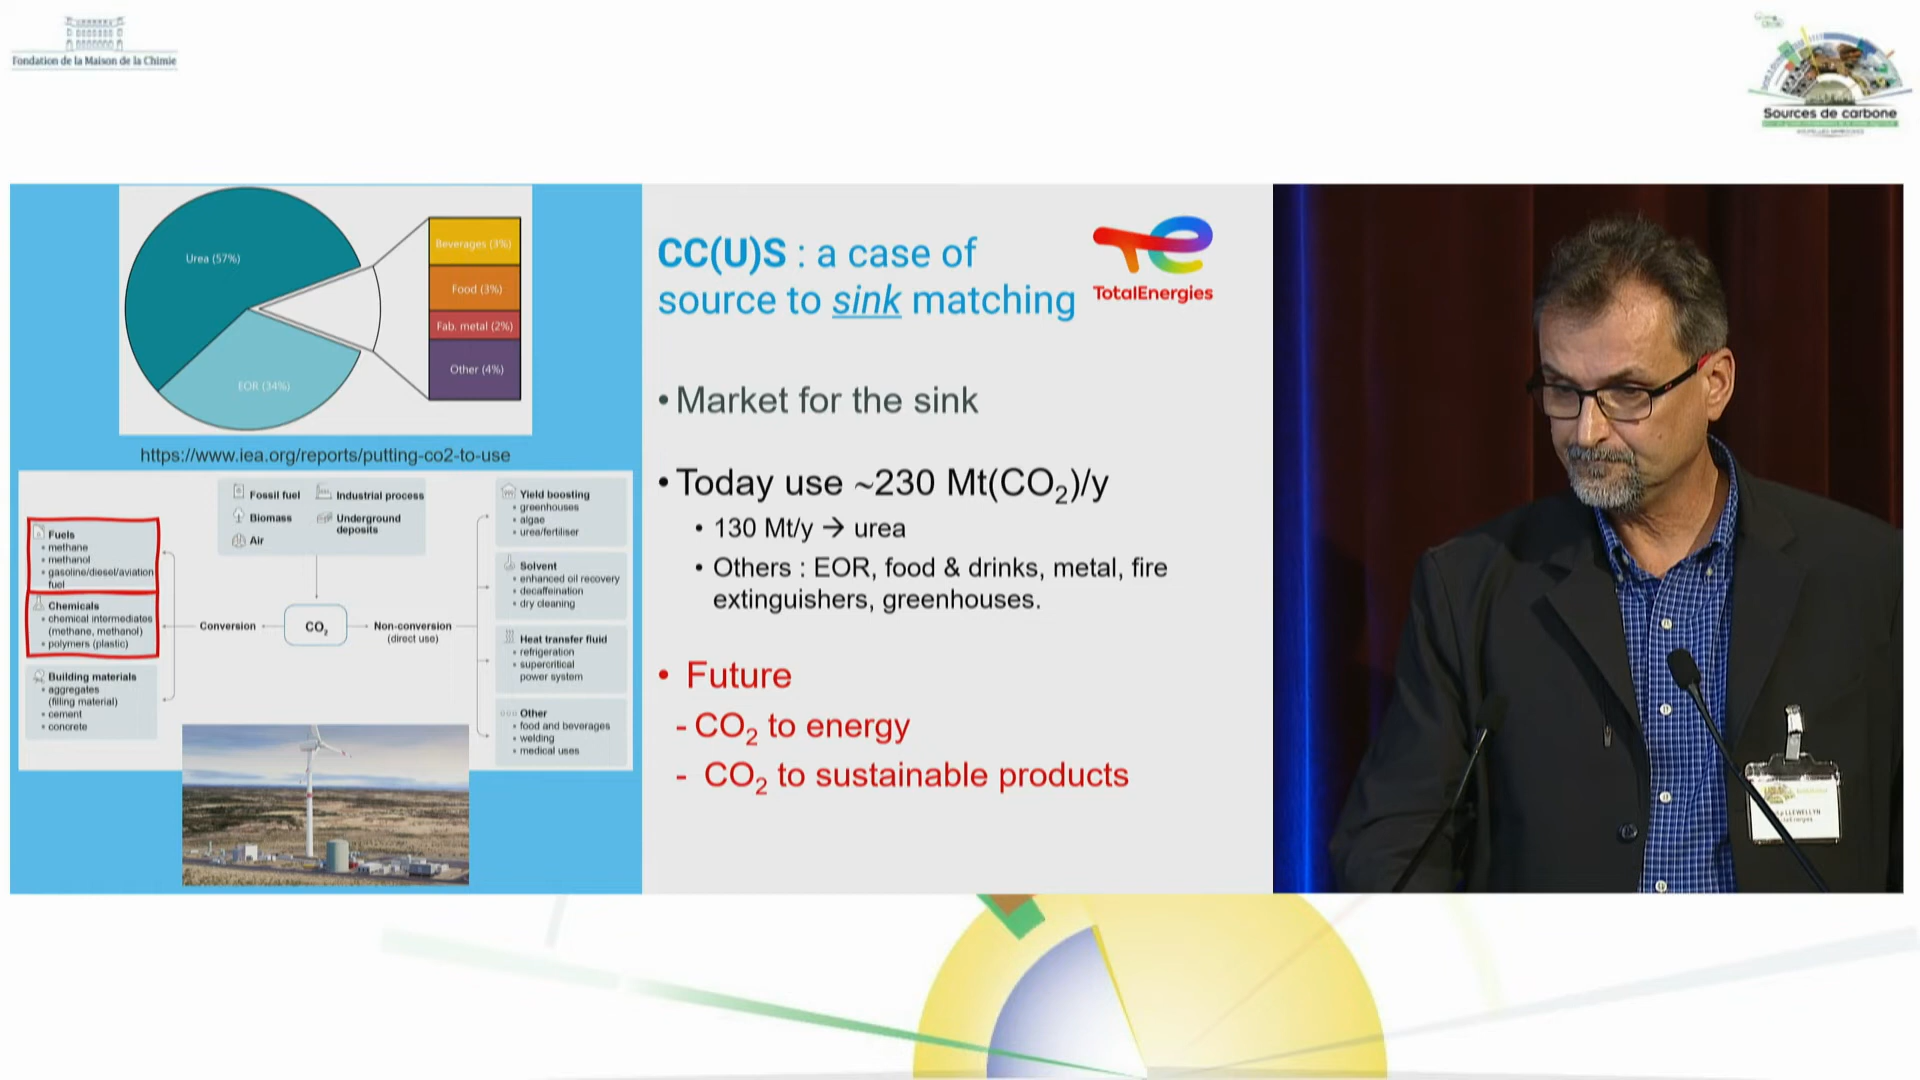 Fondation de la Maison de la Chimie
Sources de carbone
Urea (57%)
EOR (34%)
Beverages (3%)
Food (3%)
Fab. metal (2%)
Other (4%)
https://www.iea.org/reports/putting-co2-to-use
Fossil fuel
Industrial process
Biomass
Underground
deposits
Air
Fuels
• methane
• methanol
• gasoline/diesel/aviation
fuel
Chemicals
• chemical intermediates
(methane, methanol)
• polymers (plastic)
Building materials
• aggregates
(filling material)
• cement
• concrete
Conversion
CO₂
Non-conversion
(direct use)
Yield boosting
• greenhouses
• algae
• urea/fertiliser
Solvent
• enhanced oil recovery
• decaffeination
• dry cleaning
Heat transfer fluid
• refrigeration
• supercritical
power system
Other
• food and beverages
• welding
• medical uses
CC(U)S : a case of
source to sink matching
TotalEnergies
• Market for the sink
• Today use ~230 Mt(CO₂)/y
• 130 Mt/y → urea
• Others : EOR, food & drinks, metal, fire
extinguishers, greenhouses.
• Future
- CO₂ to energy
- CO₂ to sustainable products
LLEWELLYN